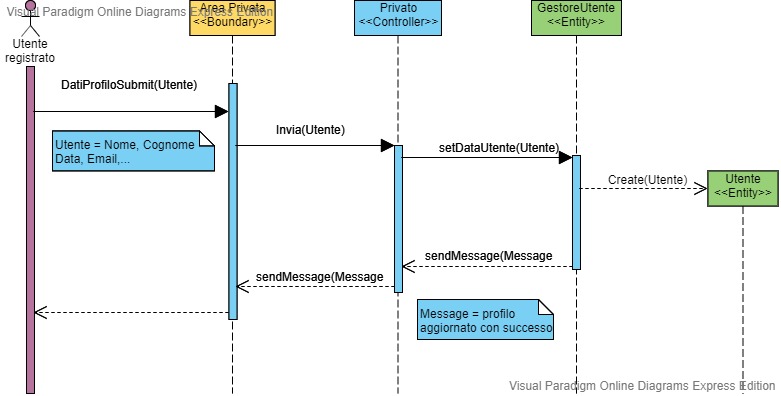 Visual Paradigm Online Diagrams Express Edition
Utente
registrato
Area Privata
<<Boundary>>
Privato
<<Controller>>
GestoreUtente
<<Entity>>
DatiProfiloSubmit(Utente)
Utente = Nome, Cognome
Data, Email,...
Invia(Utente)
setDataUtente(Utente)
Create(Utente)
Utente
<<Entity>>
sendMessage(Message
sendMessage(Message
Message = profilo
aggiornato con successo
Visual Paradigm Online Diagrams Express Edition